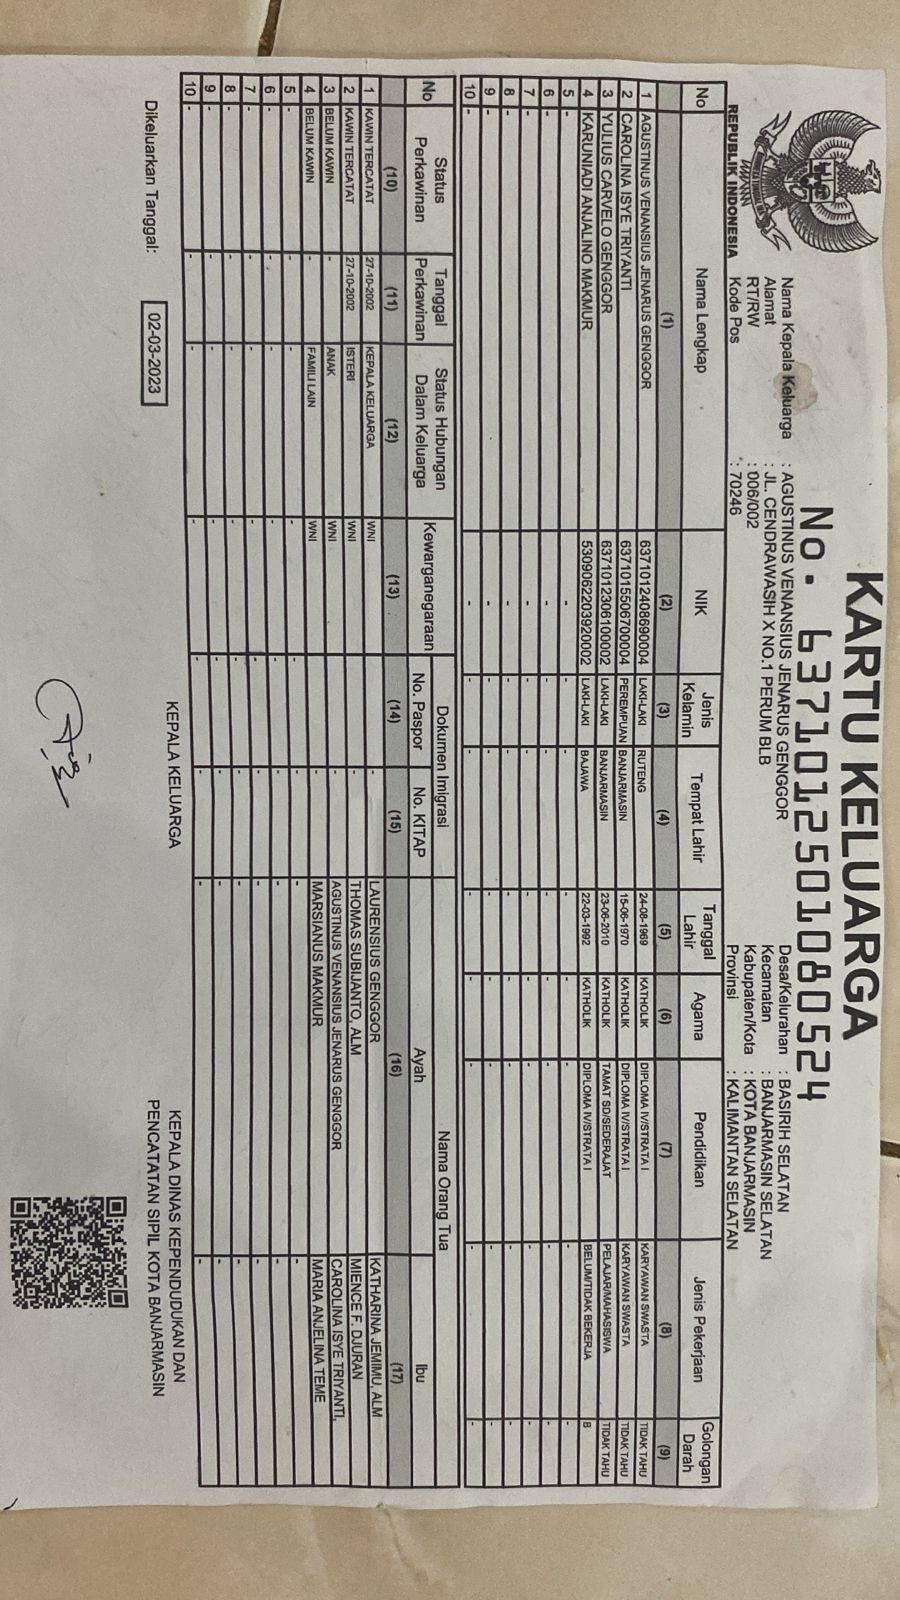 KARTU KELUARGA
No. 6371012501080524
REPUBLIK INDONESIA
Nama Kepala Keluarga : AGUSTINUS VENANSIUS JENARUS GENGGOR
Alamat : JL. CENDRAWASIH X NO.1 PERUM BLB
RT/RW : 006/002
Kode Pos : 70246
Desa/Kelurahan : BASIRIH SELATAN
Kecamatan : BANJARMASIN SELATAN
Kabupaten/Kota : KOTA BANJARMASIN
Provinsi : KALIMANTAN SELATAN
No Nama Lengkap NIK Jenis Kelamin Tempat Lahir Tanggal Lahir Agama Pendidikan Jenis Pekerjaan Golongan Darah
(1) (2) (3) (4) (5) (6) (7) (8) (9)
1 AGUSTINUS VENANSIUS JENARUS GENGGOR 6371012408690004 LAKI-LAKI RUTENG 24-08-1969 KATHOLIK DIPLOMA IV/STRATA I KARYAWAN SWASTA TIDAK TAHU
2 CAROLINA ISYE TRIYANTI 6371015506700004 PEREMPUAN BANJARMASIN 15-06-1970 KATHOLIK DIPLOMA IV/STRATA I KARYAWAN SWASTA TIDAK TAHU
3 YULIUS CARVELO GENGGOR 6371012306100002 LAKI-LAKI BANJARMASIN 23-06-2010 KATHOLIK TAMAT SD/SEDERAJAT PELAJAR/MAHASISWA TIDAK TAHU
4 KARUNIADI ANJALINO MAKMUR 5309062203920002 LAKI-LAKI BAJAWA 22-03-1992 KATHOLIK DIPLOMA IV/STRATA I BELUM/TIDAK BEKERJA B
5 - - - - - - - - -
6 - - - - - - - - -
7 - - - - - - - - -
8 - - - - - - - - -
9 - - - - - - - - -
10 - - - - - - - - -
No Status Perkawinan Tanggal Perkawinan Status Hubungan Dalam Keluarga Kewarganegaraan Dokumen Imigrasi Nama Orang Tua
No. Paspor No. KITAP Ayah Ibu
(10) (11) (12) (13) (14) (15) (16) (17)
1 KAWIN TERCATAT 27-10-2002 KEPALA KELUARGA WNI - - LAURENSIUS GENGGOR KATHARINA JEMIMU, ALM
2 KAWIN TERCATAT 27-10-2002 ISTERI WNI - - THOMAS SUBIJANTO, ALM MIENCE F. DJURAN
3 BELUM KAWIN - ANAK WNI - - AGUSTINUS VENANSIUS JENARUS GENGGOR CAROLINA ISYE TRIYANTI,
4 BELUM KAWIN - FAMILI LAIN WNI - - MARSIANUS MAKMUR MARIA ANJELINA TEME
5 - - - - - - - -
6 - - - - - - - -
7 - - - - - - - -
8 - - - - - - - -
9 - - - - - - - -
10 - - - - - - - -
Dikeluarkan Tanggal: 02-03-2023
KEPALA KELUARGA
KEPALA DINAS KEPENDUDUKAN DAN
PENCATATAN SIPIL KOTA BANJARMASIN